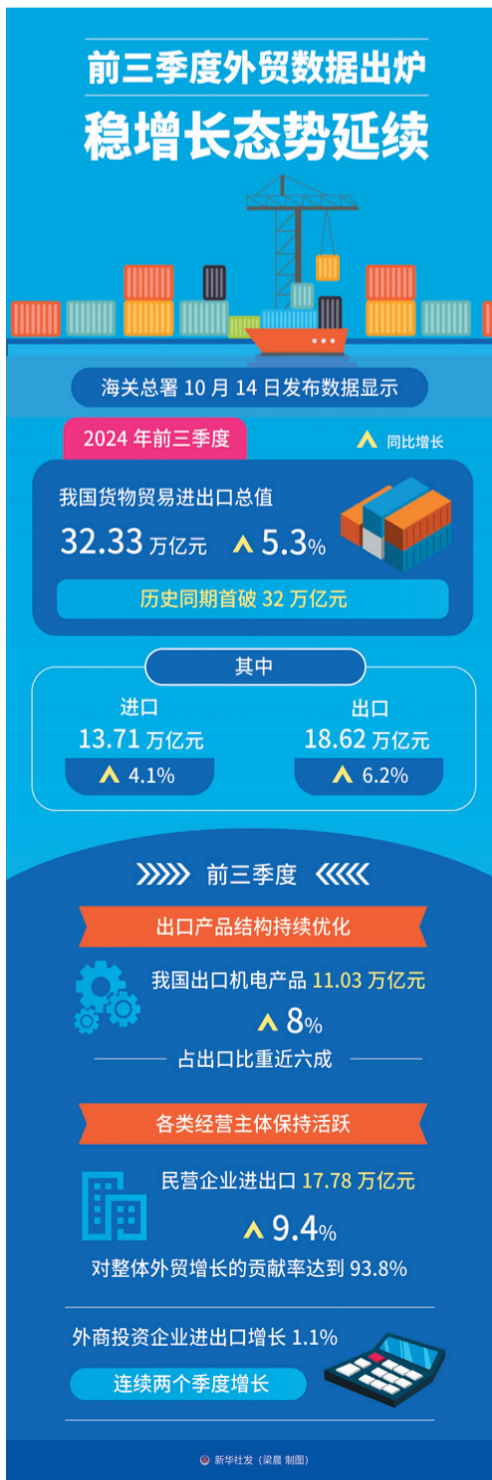 前三季度外贸数据出炉
稳增长态势延续
海关总署 10 月 14 日发布数据显示
2024 年前三季度
同比增长
我国货物贸易进出口总值
32.33 万亿元 5.3%
历史同期首破 32 万亿元
其中
进口
13.71 万亿元
4.1%
出口
18.62 万亿元
6.2%
前三季度
出口产品结构持续优化
我国出口机电产品 11.03 万亿元
8%
占出口比重近六成
各类经营主体保持活跃
民营企业进出口 17.78 万亿元
9.4%
对整体外贸增长的贡献率达到 93.8%
外商投资企业进出口增长 1.1%
连续两个季度增长
新华社发（梁晨 制图）